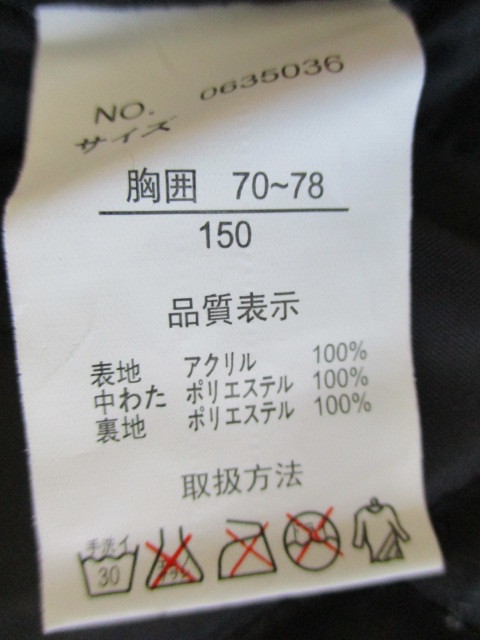 NO. 0635036
サイズ
胸囲 70~78
150
品質表示
表地 アクリル 100%
中わた ポリエステル 100%
裏地 ポリエステル 100%
取扱方法
手洗イ
30